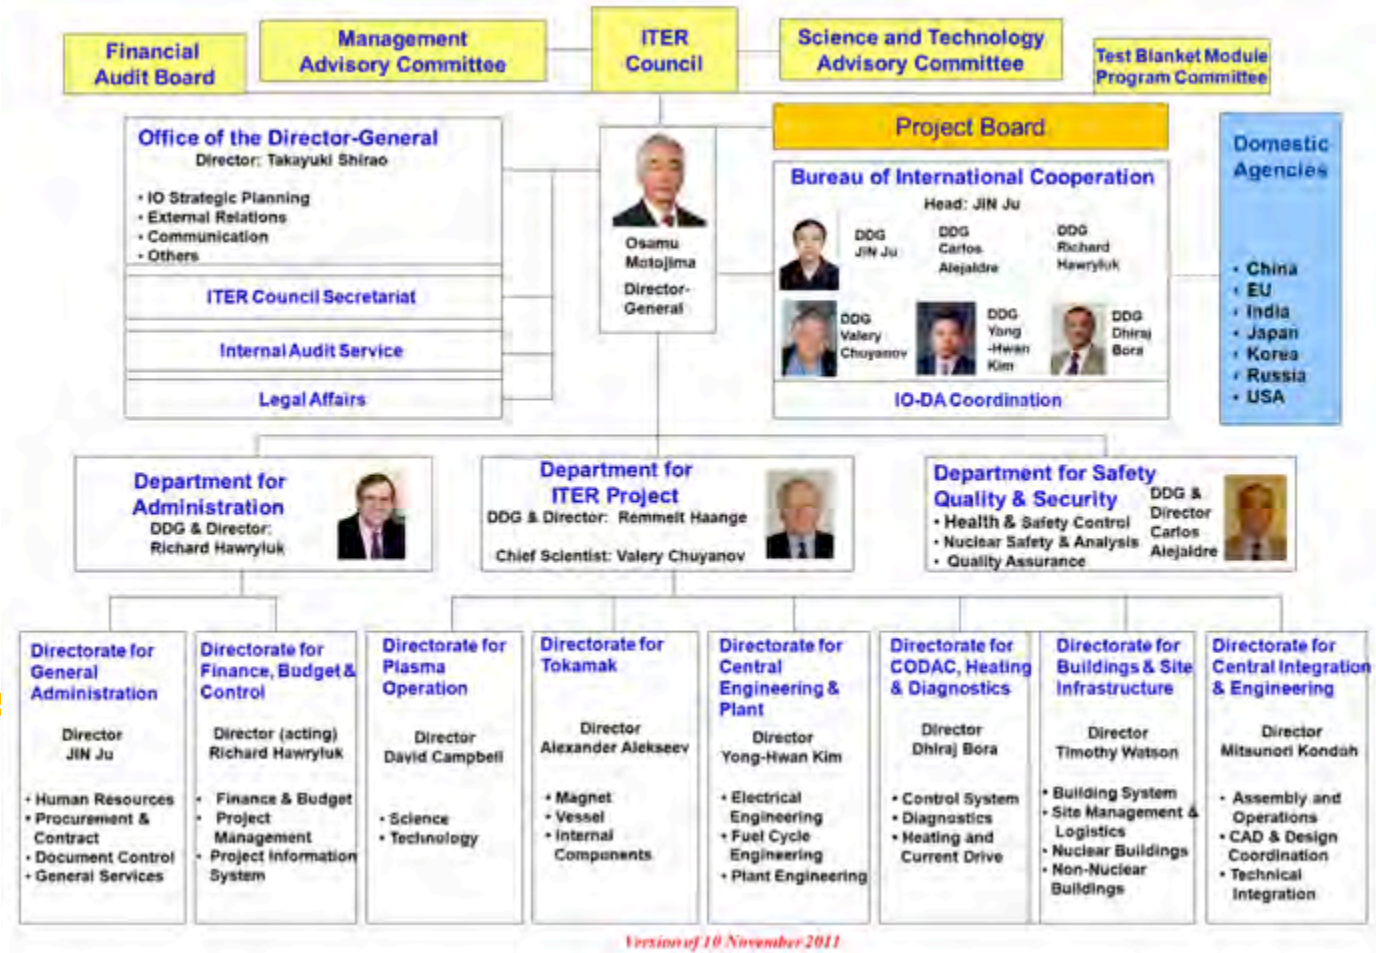 Financial
Audit Board
Management
Advisory Committee
ITER
Council
Science and Technology
Advisory Committee
Test Blanket Module
Program Committee
Office of the Director-General
Director: Takayuki Shirao
• IO Strategic Planning
• External Relations
• Communication
• Others
ITER Council Secretariat
Internal Audit Service
Legal Affairs
Osamu
Motojima
Director-
General
Project Board
Bureau of International Cooperation
Head: JIN Ju
DDG
JIN Ju
DDG
Carlos
Alejaldre
DDG
Richard
Hawryluk
DDG
Valery
Chuyanov
DDG
Yong
-Hwan
Kim
DDG
Dhiraj
Bora
IO-DA Coordination
Domestic
Agencies
• China
• EU
• India
• Japan
• Korea
• Russia
• USA
Department for
Administration
DDG & Director:
Richard Hawryluk
Department for
ITER Project
DDG & Director: Remmelt Haange
Chief Scientist: Valery Chuyanov
Department for Safety
Quality & Security
• Health & Safety Control
• Nuclear Safety & Analysis
• Quality Assurance
DDG &
Director
Carlos
Alejaldre
Directorate for
General
Administration
Director
JIN Ju
• Human Resources
• Procurement &
Contract
• Document Control
• General Services
Directorate for
Finance, Budget &
Control
Director (acting)
Richard Hawryluk
• Finance & Budget
• Project
Management
• Project Information
System
Directorate for
Plasma
Operation
Director
David Campbell
• Science
• Technology
Directorate for
Tokamak
Director
Alexander Alekseev
• Magnet
• Vessel
• Internal
Components
Directorate for
Central
Engineering &
Plant
Director
Yong-Hwan Kim
• Electrical
Engineering
• Fuel Cycle
Engineering
• Plant Engineering
Directorate for
CODAC, Heating
& Diagnostics
Director
Dhiraj Bora
• Control System
• Diagnostics
• Heating and
Current Drive
Directorate for
Buildings & Site
Infrastructure
Director
Timothy Watson
• Building System
• Site Management &
Logistics
• Nuclear Buildings
• Non-Nuclear
Buildings
Directorate for
Central Integration
& Engineering
Director
Mitsunori Kondoh
• Assembly and
Operations
• CAD & Design
Coordination
• Technical
Integration
Version of 10 November 2011